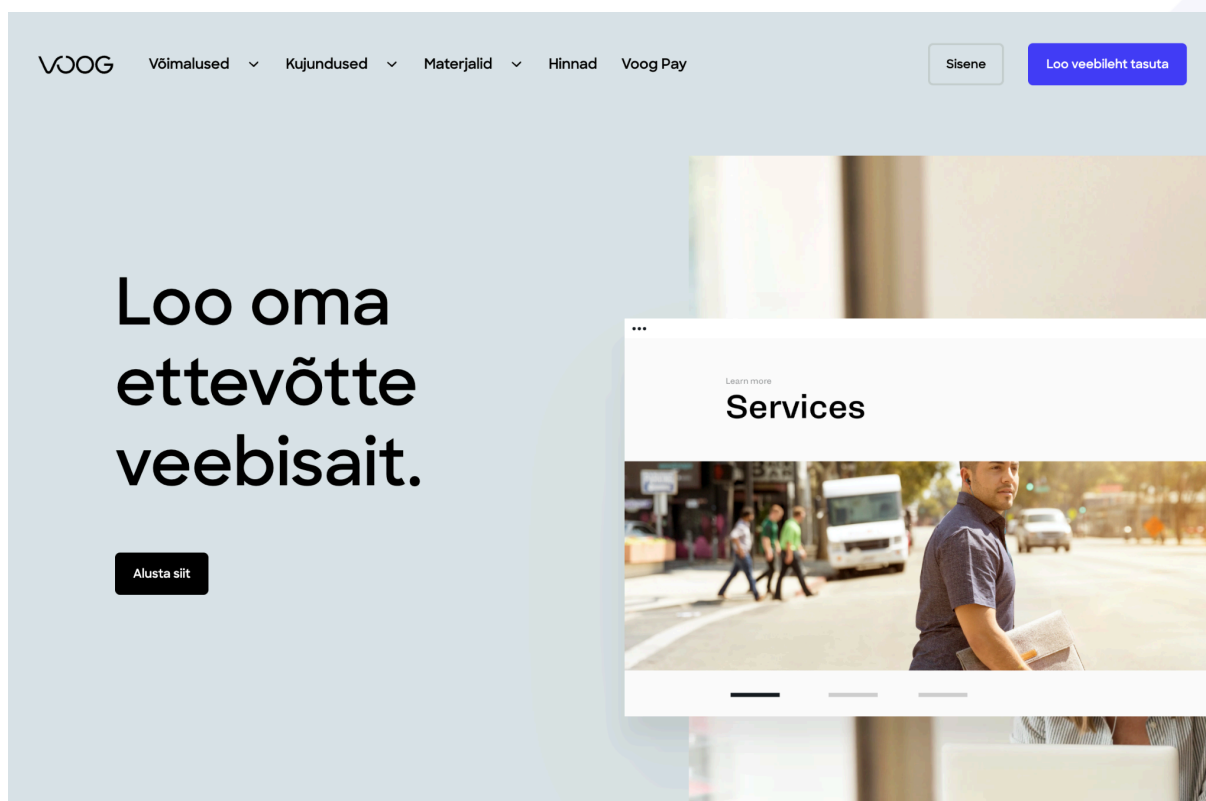 VOOG Võimalused Kujundused Materjalid Hinnad Voog Pay Sisene Loo veebileht tasuta
Loo oma
ettevõtte
veebisait.
Alusta siit
Learn more
Services